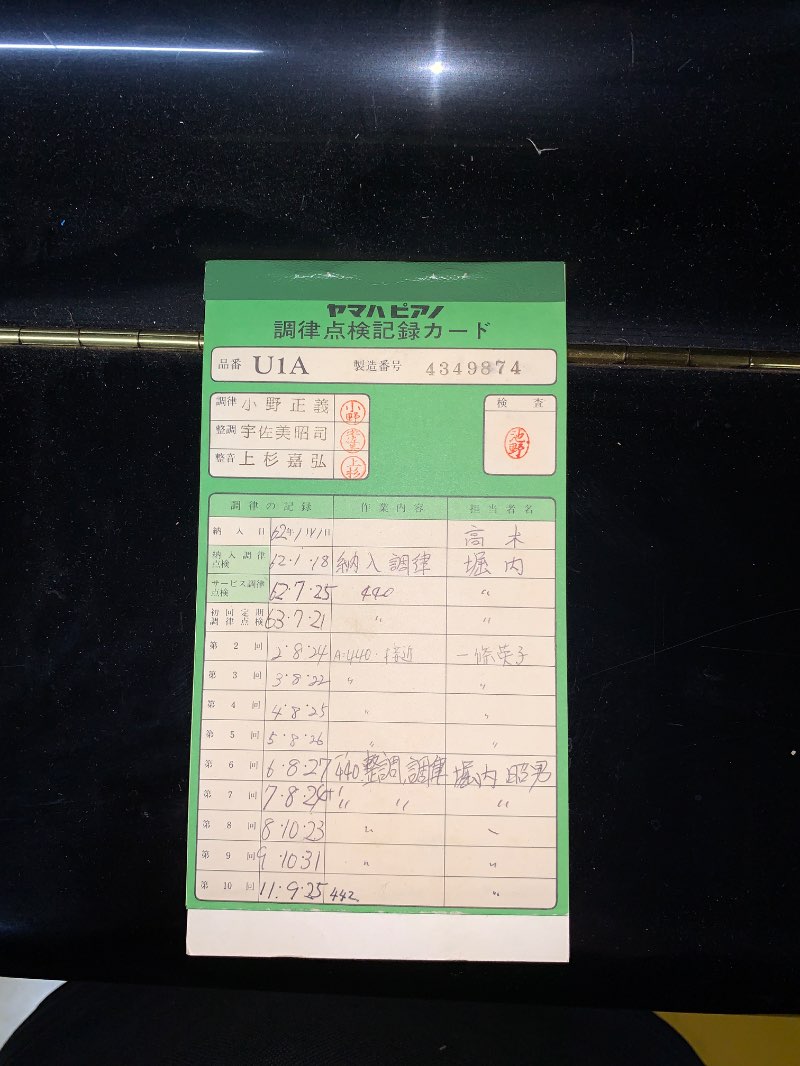 ヤマハピアノ
調律点検記録カード
品番 U1A 製造番号 4349874
調律 小野正義 小野 検査
整調 宇佐美昭司 池野
整音 上杉嘉弘 上杉
調律の記録 作業内容 担当者名
納入日 62年1月11日 高木
納入調律点検 62・1・18 納入調律 堀内
サービス調律点検 62・7・25 440 〃
初回定期調律点検 63・7・21 〃 〃
第2回 2・8・24 A=440・接近 一條栄子
第3回 3・8・22 〃 〃
第4回 4・8・25 〃 〃
第5回 5・8・26 〃 〃
第6回 6・8・27 440 整調、調律 堀内昭男
第7回 7・8・24 〃 〃 〃
第8回 8・10・23 〃
第9回 9・10・31 〃 〃
第10回 11・9・25 442 〃